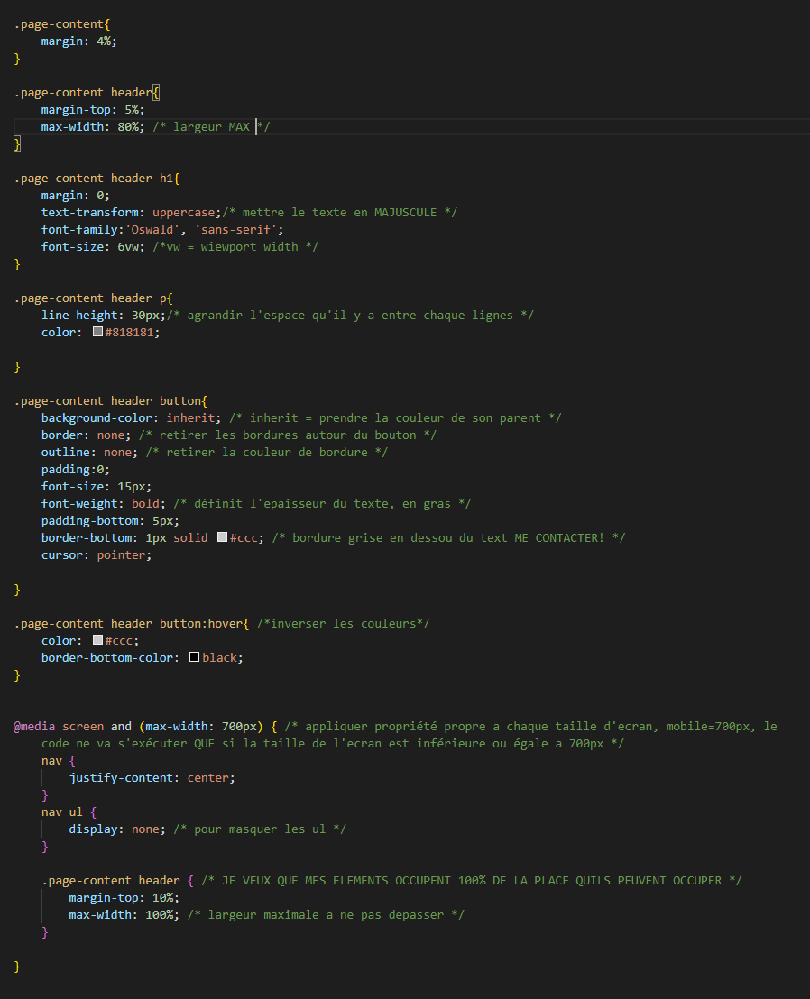 .page-content{
    margin: 4%;
}
.page-content header{
    margin-top: 5%;
    max-width: 80%; /* largeur MAX */
}
.page-content header h1{
    margin: 0;
    text-transform: uppercase;/* mettre le texte en MAJUSCULE */
    font-family:'Oswald', 'sans-serif';
    font-size: 6vw; /*vw = wiewport width */
}
.page-content header p{
    line-height: 30px;/* agrandir l'espace qu'il y a entre chaque lignes */
    color: #818181;
}
.page-content header button{
    background-color: inherit; /* inherit = prendre la couleur de son parent */
    border: none; /* retirer les bordures autour du bouton */
    outline: none; /* retirer la couleur de bordure */
    padding:0;
    font-size: 15px;
    font-weight: bold; /* définit l'epaisseur du texte, en gras */
    padding-bottom: 5px;
    border-bottom: 1px solid #ccc; /* bordure grise en dessou du text ME CONTACTER! */
    cursor: pointer;
}
.page-content header button:hover{ /*inverser les couleurs*/
    color: #ccc;
    border-bottom-color: black;
}
@media screen and (max-width: 700px) { /* appliquer propriété propre a chaque taille d'ecran, mobile=700px, le
    code ne va s'exécuter QUE si la taille de l'ecran est inférieure ou égale a 700px */
    nav {
        justify-content: center;
    }
    nav ul {
        display: none; /* pour masquer les ul */
    }
    .page-content header { /* JE VEUX QUE MES ELEMENTS OCCUPENT 100% DE LA PLACE QUILS PEUVENT OCCUPER */
        margin-top: 10%;
        max-width: 100%; /* largeur maximale a ne pas depasser */
    }
}